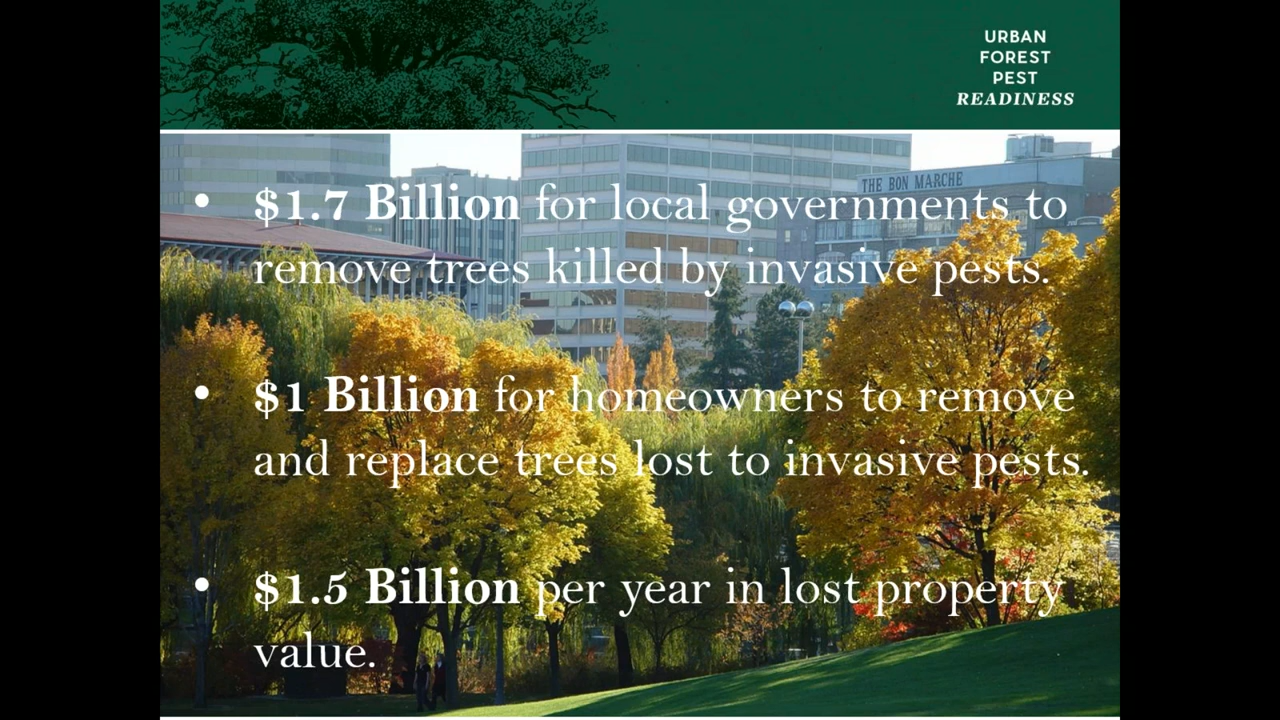 URBAN
FOREST
PEST
READINESS
THE BON MARCHE
• $1.7 Billion for local governments to
remove trees killed by invasive pests.
• $1 Billion for homeowners to remove
and replace trees lost to invasive pests.
• $1.5 Billion per year in lost property
value.